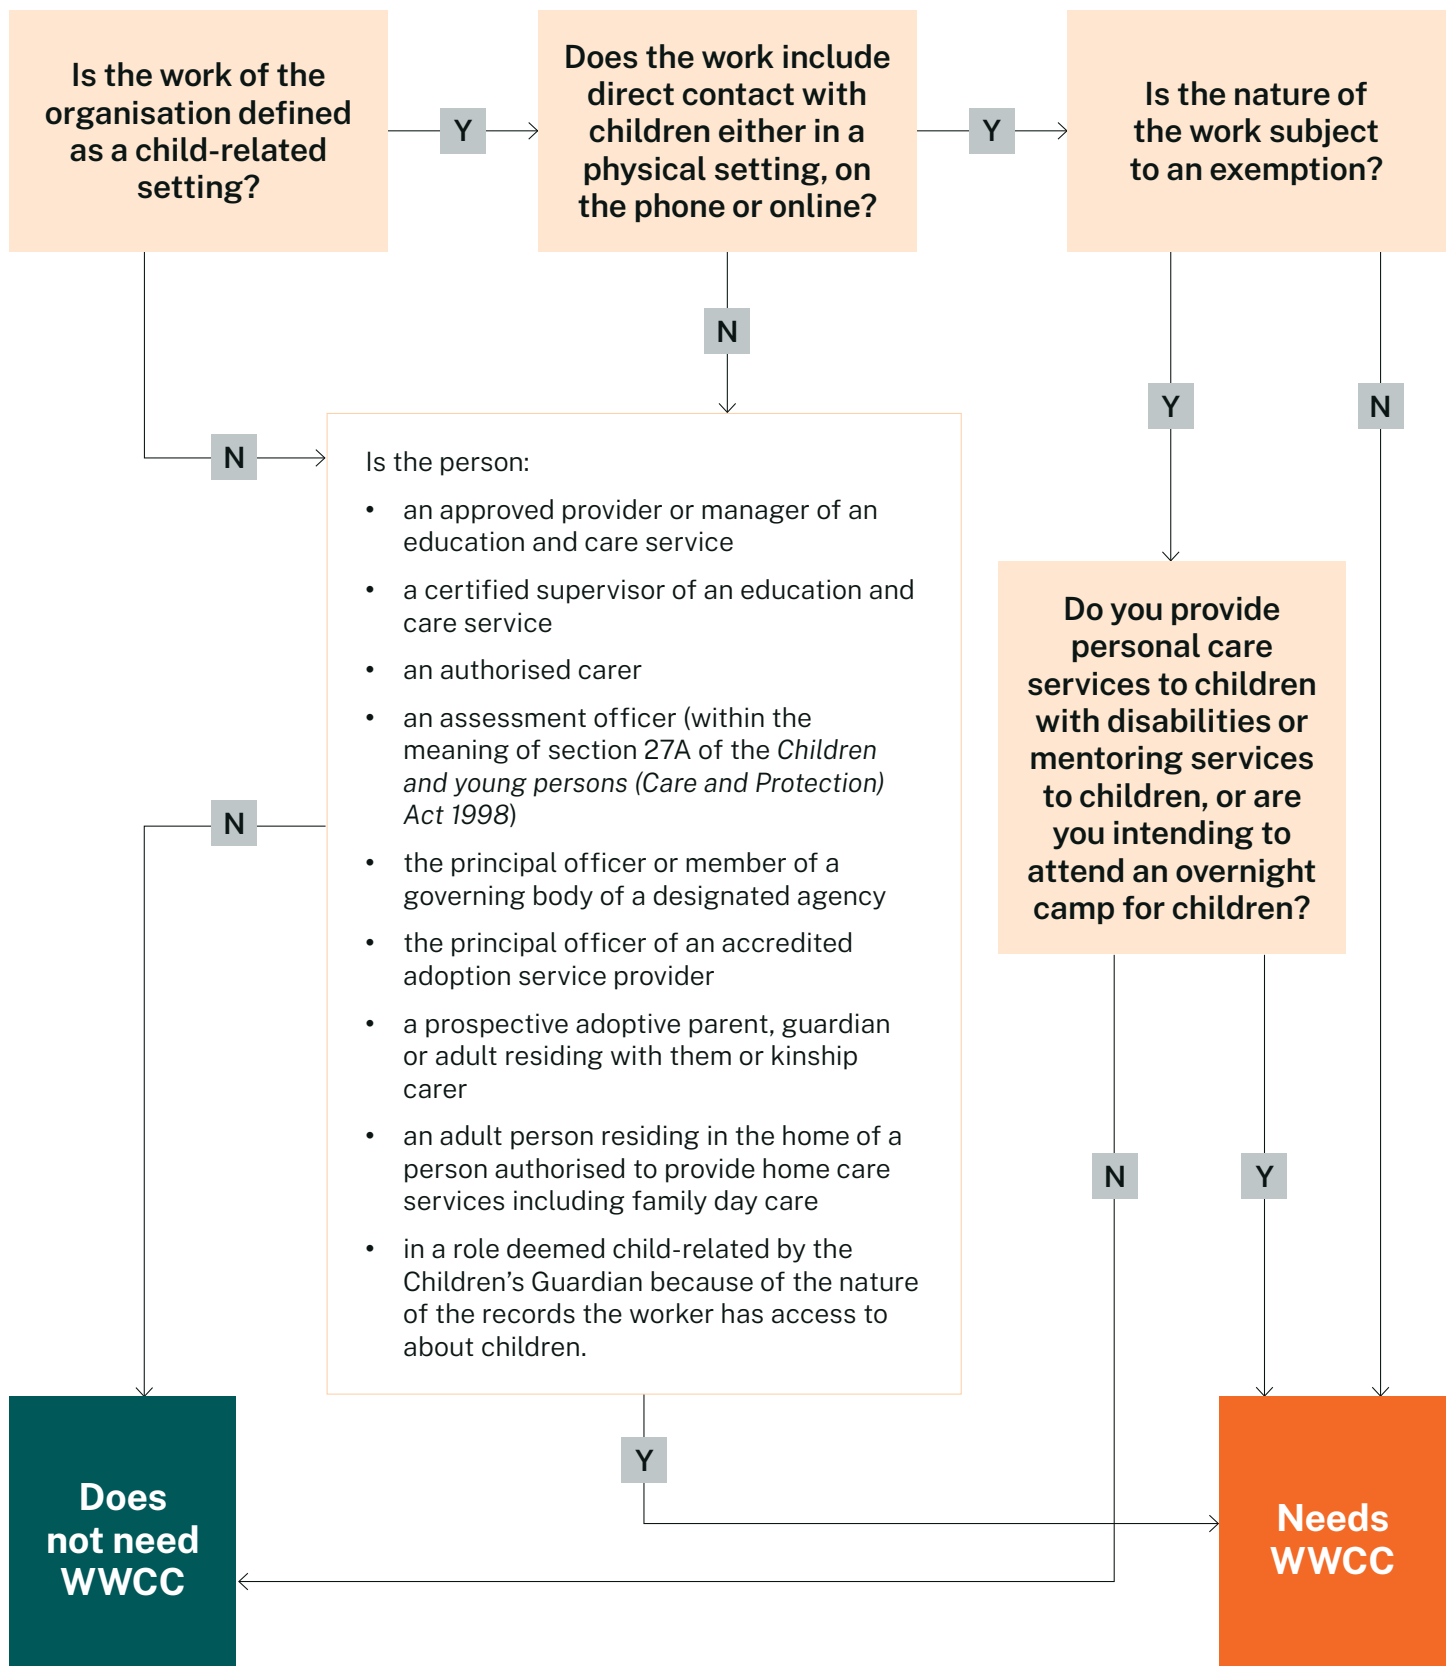 Is the work of the
organisation defined
as a child-related
setting?
Y
Does the work include
direct contact with
children either in a
physical setting, on
the phone or online?
Y
Is the nature of
the work subject
to an exemption?
N
N
Y
N
Is the person:
• an approved provider or manager of an
education and care service
• a certified supervisor of an education and
care service
• an authorised carer
• an assessment officer (within the
meaning of section 27A of the Children
and young persons (Care and Protection)
Act 1998)
• the principal officer or member of a
governing body of a designated agency
• the principal officer of an accredited
adoption service provider
• a prospective adoptive parent, guardian
or adult residing with them or kinship
carer
• an adult person residing in the home of a
person authorised to provide home care
services including family day care
• in a role deemed child-related by the
Children’s Guardian because of the nature
of the records the worker has access to
about children.
Do you provide
personal care
services to children
with disabilities or
mentoring services
to children, or are
you intending to
attend an overnight
camp for children?
N
N
Y
Y
Does
not need
WWCC
Needs
WWCC